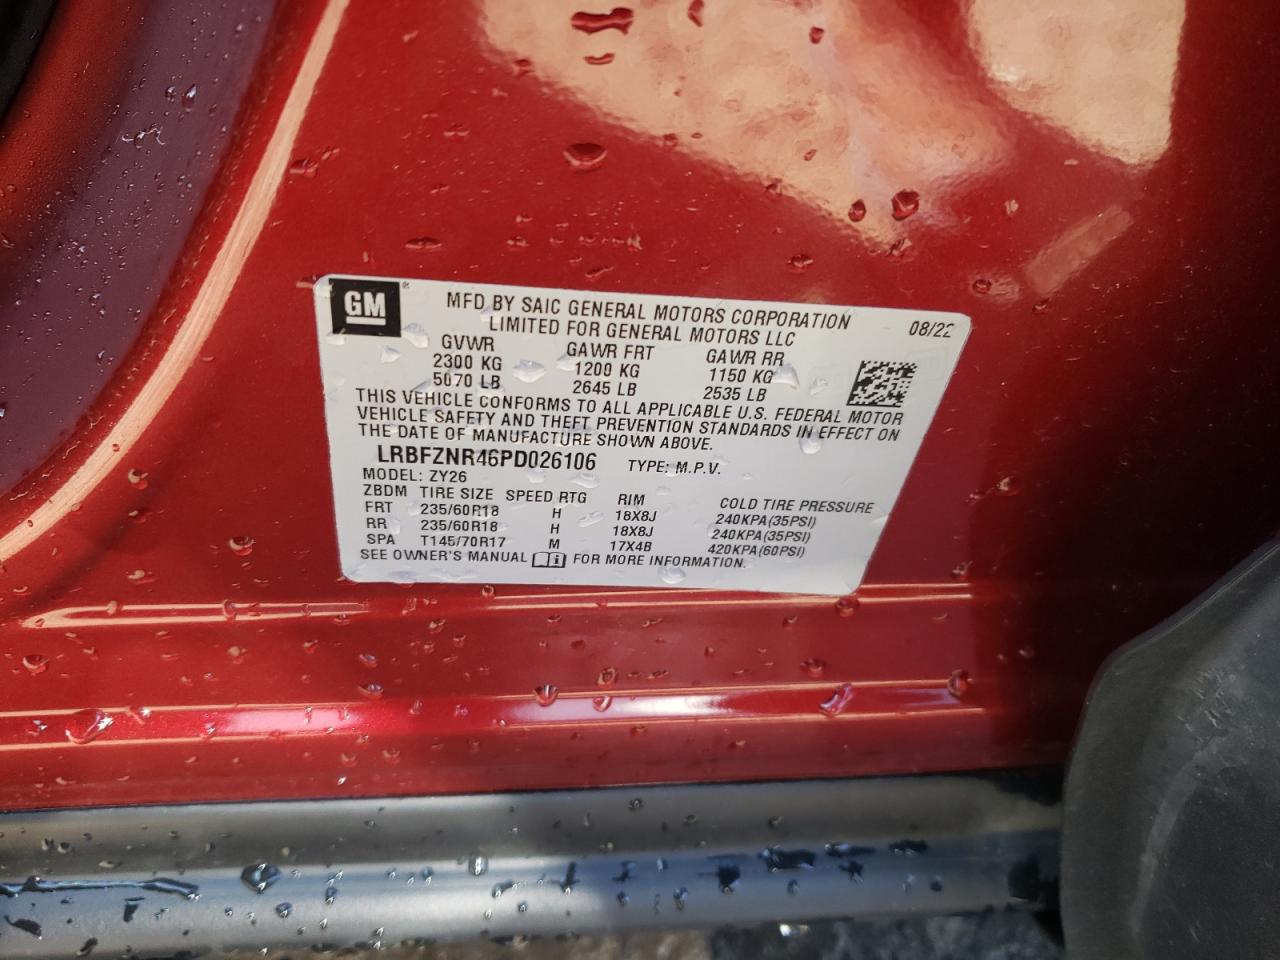 GM ®
MFD BY SAIC GENERAL MOTORS CORPORATION 08/22
LIMITED FOR GENERAL MOTORS LLC
GVWR GAWR FRT GAWR RR
2300 KG 1200 KG 1150 KG
5070 LB 2645 LB 2535 LB
THIS VEHICLE CONFORMS TO ALL APPLICABLE U.S. FEDERAL MOTOR
VEHICLE SAFETY AND THEFT PREVENTION STANDARDS IN EFFECT ON
THE DATE OF MANUFACTURE SHOWN ABOVE.
LRBFZNR46PD026106 TYPE: M.P.V.
MODEL: ZY26
ZBDM TIRE SIZE SPEED RTG RIM COLD TIRE PRESSURE
FRT 235/60R18 H 18X8J 240KPA(35PSI)
RR 235/60R18 H 18X8J 240KPA(35PSI)
SPA T145/70R17 M 17X4B 420KPA(60PSI)
SEE OWNER'S MANUAL FOR MORE INFORMATION.